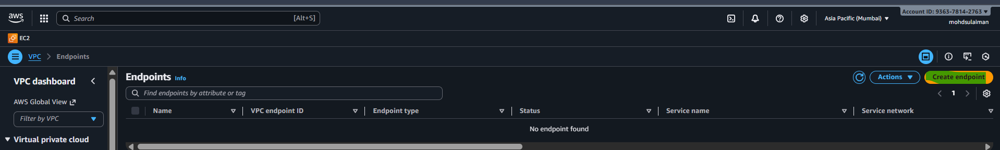 aws Search [Alt+S] Asia Pacific (Mumbai) Account ID: 9363-7814-2763
mohdsulaiman
EC2
VPC Endpoints
VPC dashboard
AWS Global View
Filter by VPC
Virtual private cloud
Endpoints Info Actions Create endpoint
Find endpoints by attribute or tag 1
Name VPC endpoint ID Endpoint type Status Service name Service network
No endpoint found